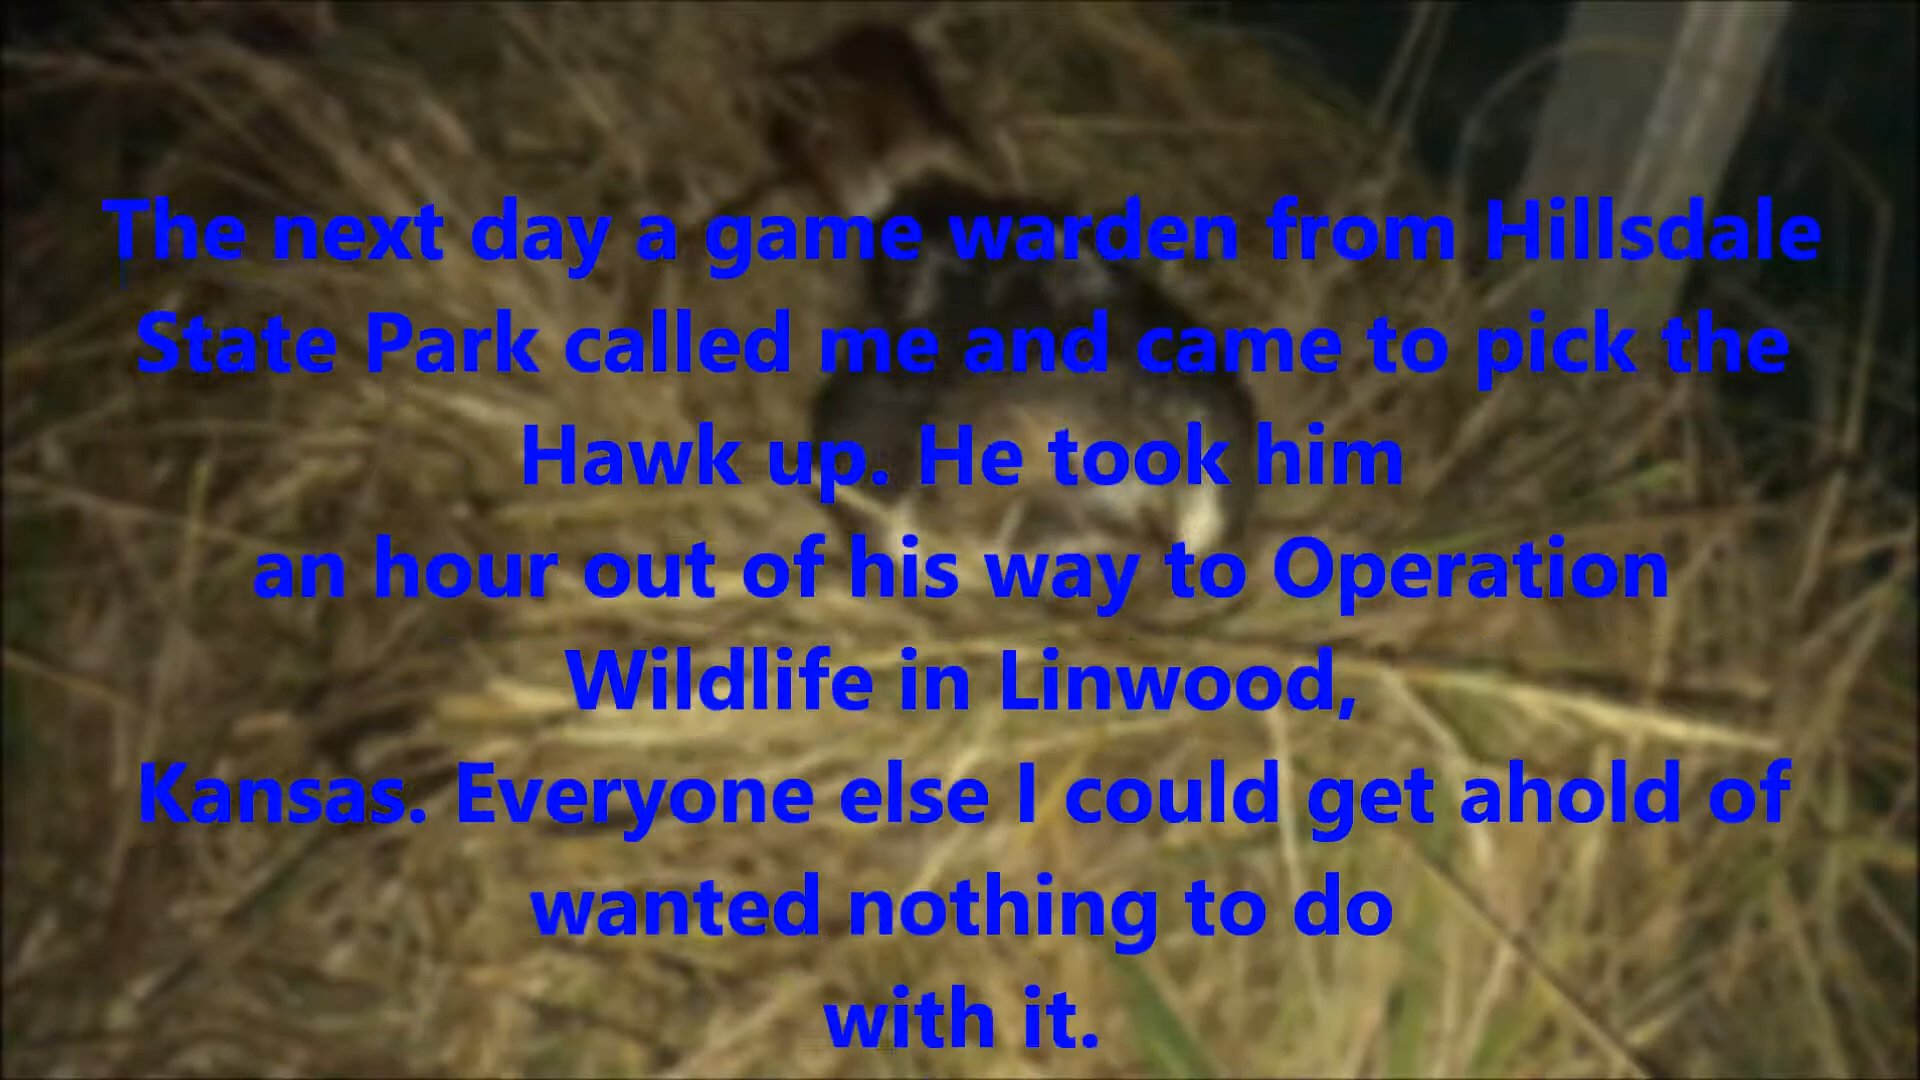 The next day a game warden from Hillsdale
State Park called me and came to pick the
Hawk up. He took him
an hour out of his way to Operation
Wildlife in Linwood,
Kansas. Everyone else I could get ahold of
wanted nothing to do
with it.